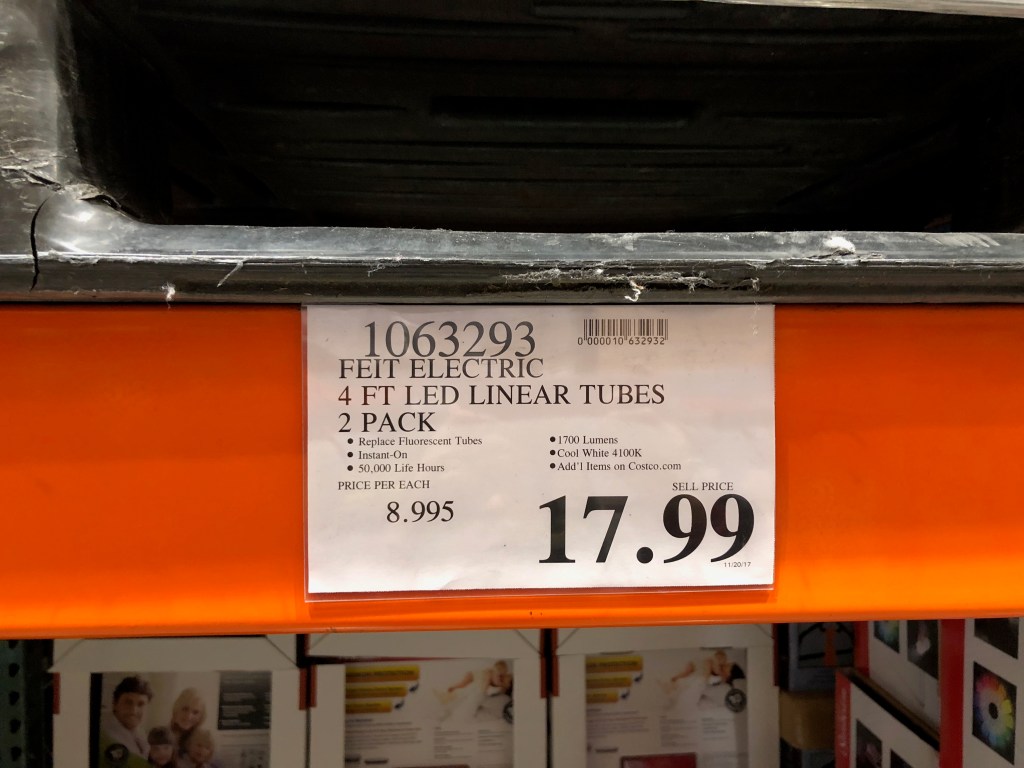 1063293
0 000010 632932
FEIT ELECTRIC
4 FT LED LINEAR TUBES
2 PACK
• Replace Fluorescent Tubes
• Instant-On
• 50,000 Life Hours
• 1700 Lumens
• Cool White 4100K
• Add'l Items on Costco.com
PRICE PER EACH
8.995
SELL PRICE
17.99
11/20/17